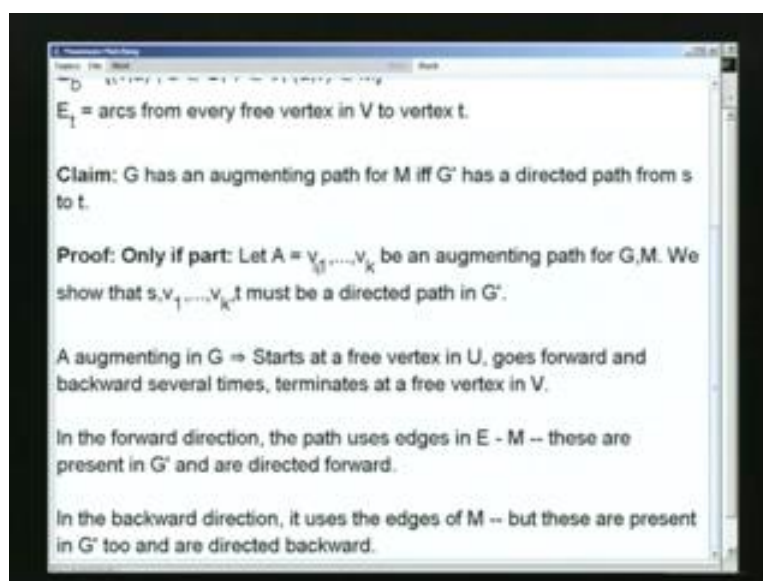 E_t = arcs from every free vertex in V to vertex t.
Claim: G has an augmenting path for M iff G' has a directed path from s
to t.
Proof: Only if part: Let A = v_1,...,v_k be an augmenting path for G,M. We
show that s,v_1,...,v_k,t must be a directed path in G'.
A augmenting in G ⇒ Starts at a free vertex in U, goes forward and
backward several times, terminates at a free vertex in V.
In the forward direction, the path uses edges in E - M -- these are
present in G' and are directed forward.
In the backward direction, it uses the edges of M -- but these are present
in G' too and are directed backward.